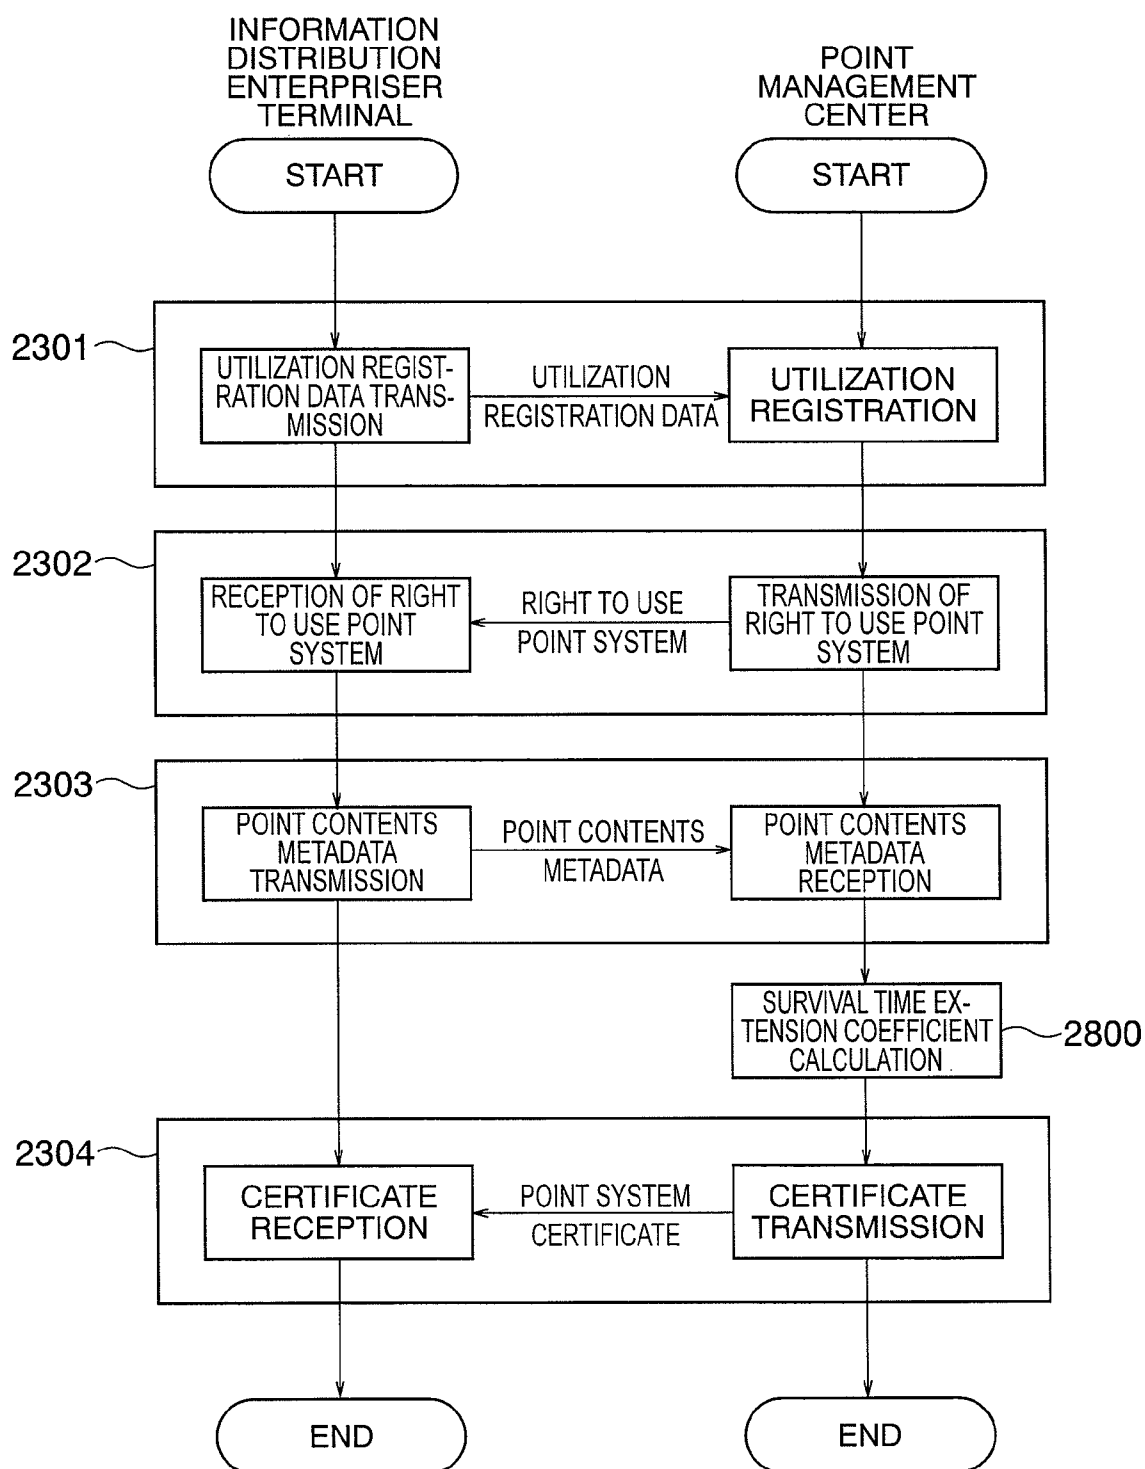 INFORMATION
DISTRIBUTION
ENTERPRISER
TERMINAL
POINT
MANAGEMENT
CENTER
START
START
2301
UTILIZATION REGIST-
RATION DATA TRANS-
MISSION
UTILIZATION
REGISTRATION DATA
UTILIZATION
REGISTRATION
2302
RECEPTION OF RIGHT
TO USE POINT
SYSTEM
RIGHT TO USE
POINT SYSTEM
TRANSMISSION OF
RIGHT TO USE POINT
SYSTEM
2303
POINT CONTENTS
METADATA
TRANSMISSION
POINT CONTENTS
METADATA
POINT CONTENTS
METADATA
RECEPTION
SURVIVAL TIME EX-
TENSION COEFFICIENT
CALCULATION
2800
2304
CERTIFICATE
RECEPTION
POINT SYSTEM
CERTIFICATE
CERTIFICATE
TRANSMISSION
END
END